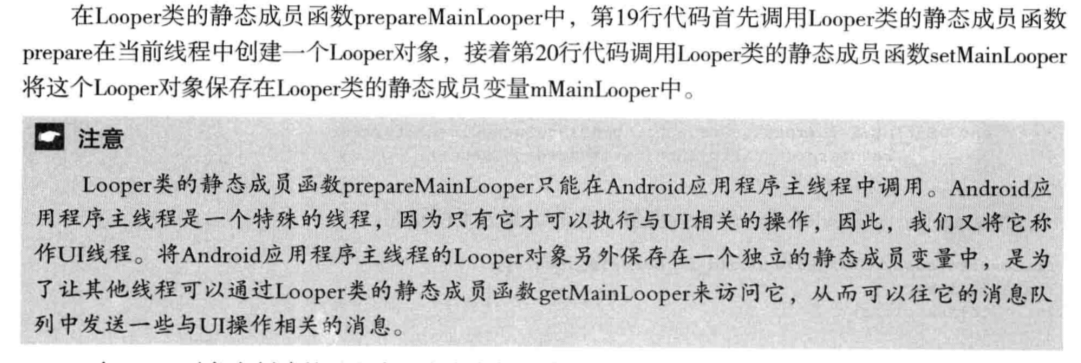 在Looper类的静态成员函数prepareMainLooper中，第19行代码首先调用Looper类的静态成员函数
prepare在当前线程中创建一个Looper对象，接着第20行代码调用Looper类的静态成员函数setMainLooper
将这个Looper对象保存在Looper类的静态成员变量mMainLooper中。
注意
Looper类的静态成员函数prepareMainLooper只能在Android应用程序主线程中调用。Android应
用程序主线程是一个特殊的线程，因为只有它才可以执行与UI相关的操作，因此，我们又将它称
作UI线程。将Android应用程序主线程的Looper对象另外保存在一个独立的静态成员变量中，是为
了让其他线程可以通过Looper类的静态成员函数getMainLooper来访问它，从而可以往它的消息队
列中发送一些与UI操作相关的消息。